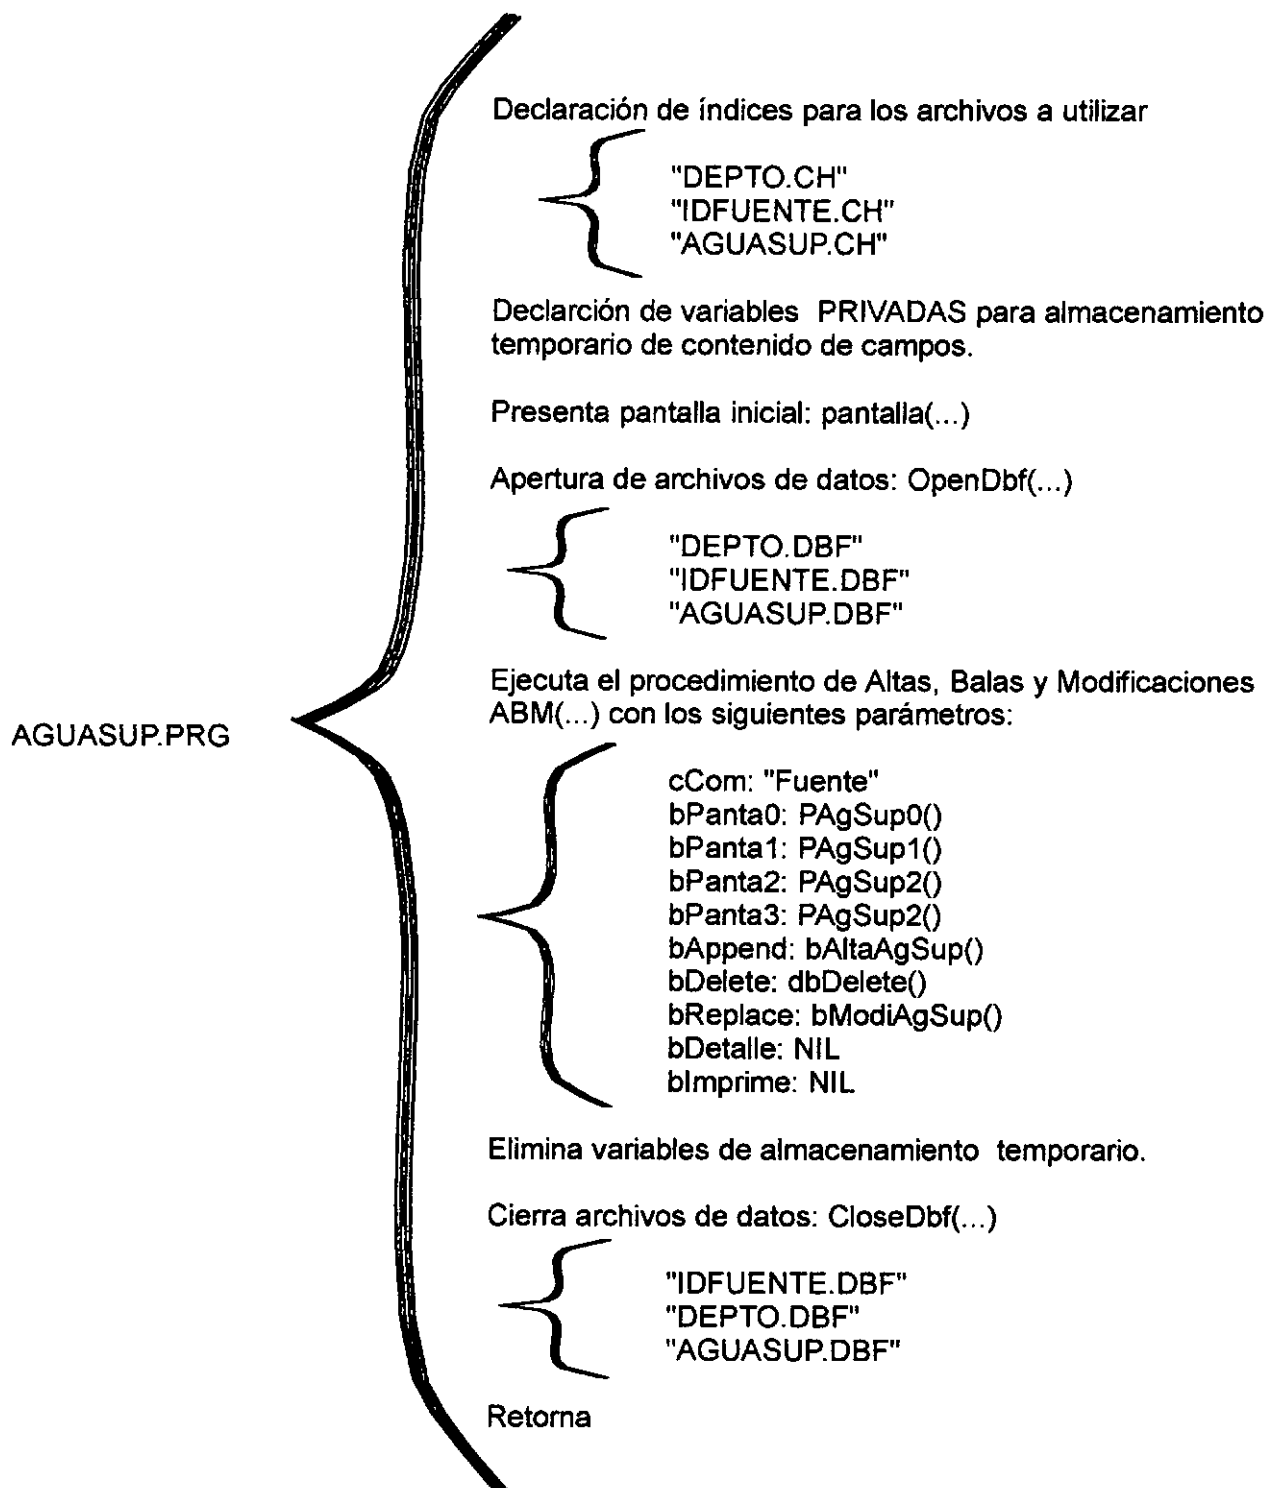 Declaración de índices para los archivos a utilizar
"DEPTO.CH"
"IDFUENTE.CH"
"AGUASUP.CH"
Declarción de variables PRIVADAS para almacenamiento
temporario de contenido de campos.
Presenta pantalla inicial: pantalla(...)
Apertura de archivos de datos: OpenDbf(...)
"DEPTO.DBF"
"IDFUENTE.DBF"
"AGUASUP.DBF"
Ejecuta el procedimiento de Altas, Balas y Modificaciones
ABM(...) con los siguientes parámetros:
AGUASUP.PRG
cCom: "Fuente"
bPanta0: PAgSup0()
bPanta1: PAgSup1()
bPanta2: PAgSup2()
bPanta3: PAgSup2()
bAppend: bAltaAgSup()
bDelete: dbDelete()
bReplace: bModiAgSup()
bDetalle: NIL
bImprime: NIL
Elimina variables de almacenamiento temporario.
Cierra archivos de datos: CloseDbf(...)
"IDFUENTE.DBF"
"DEPTO.DBF"
"AGUASUP.DBF"
Retorna